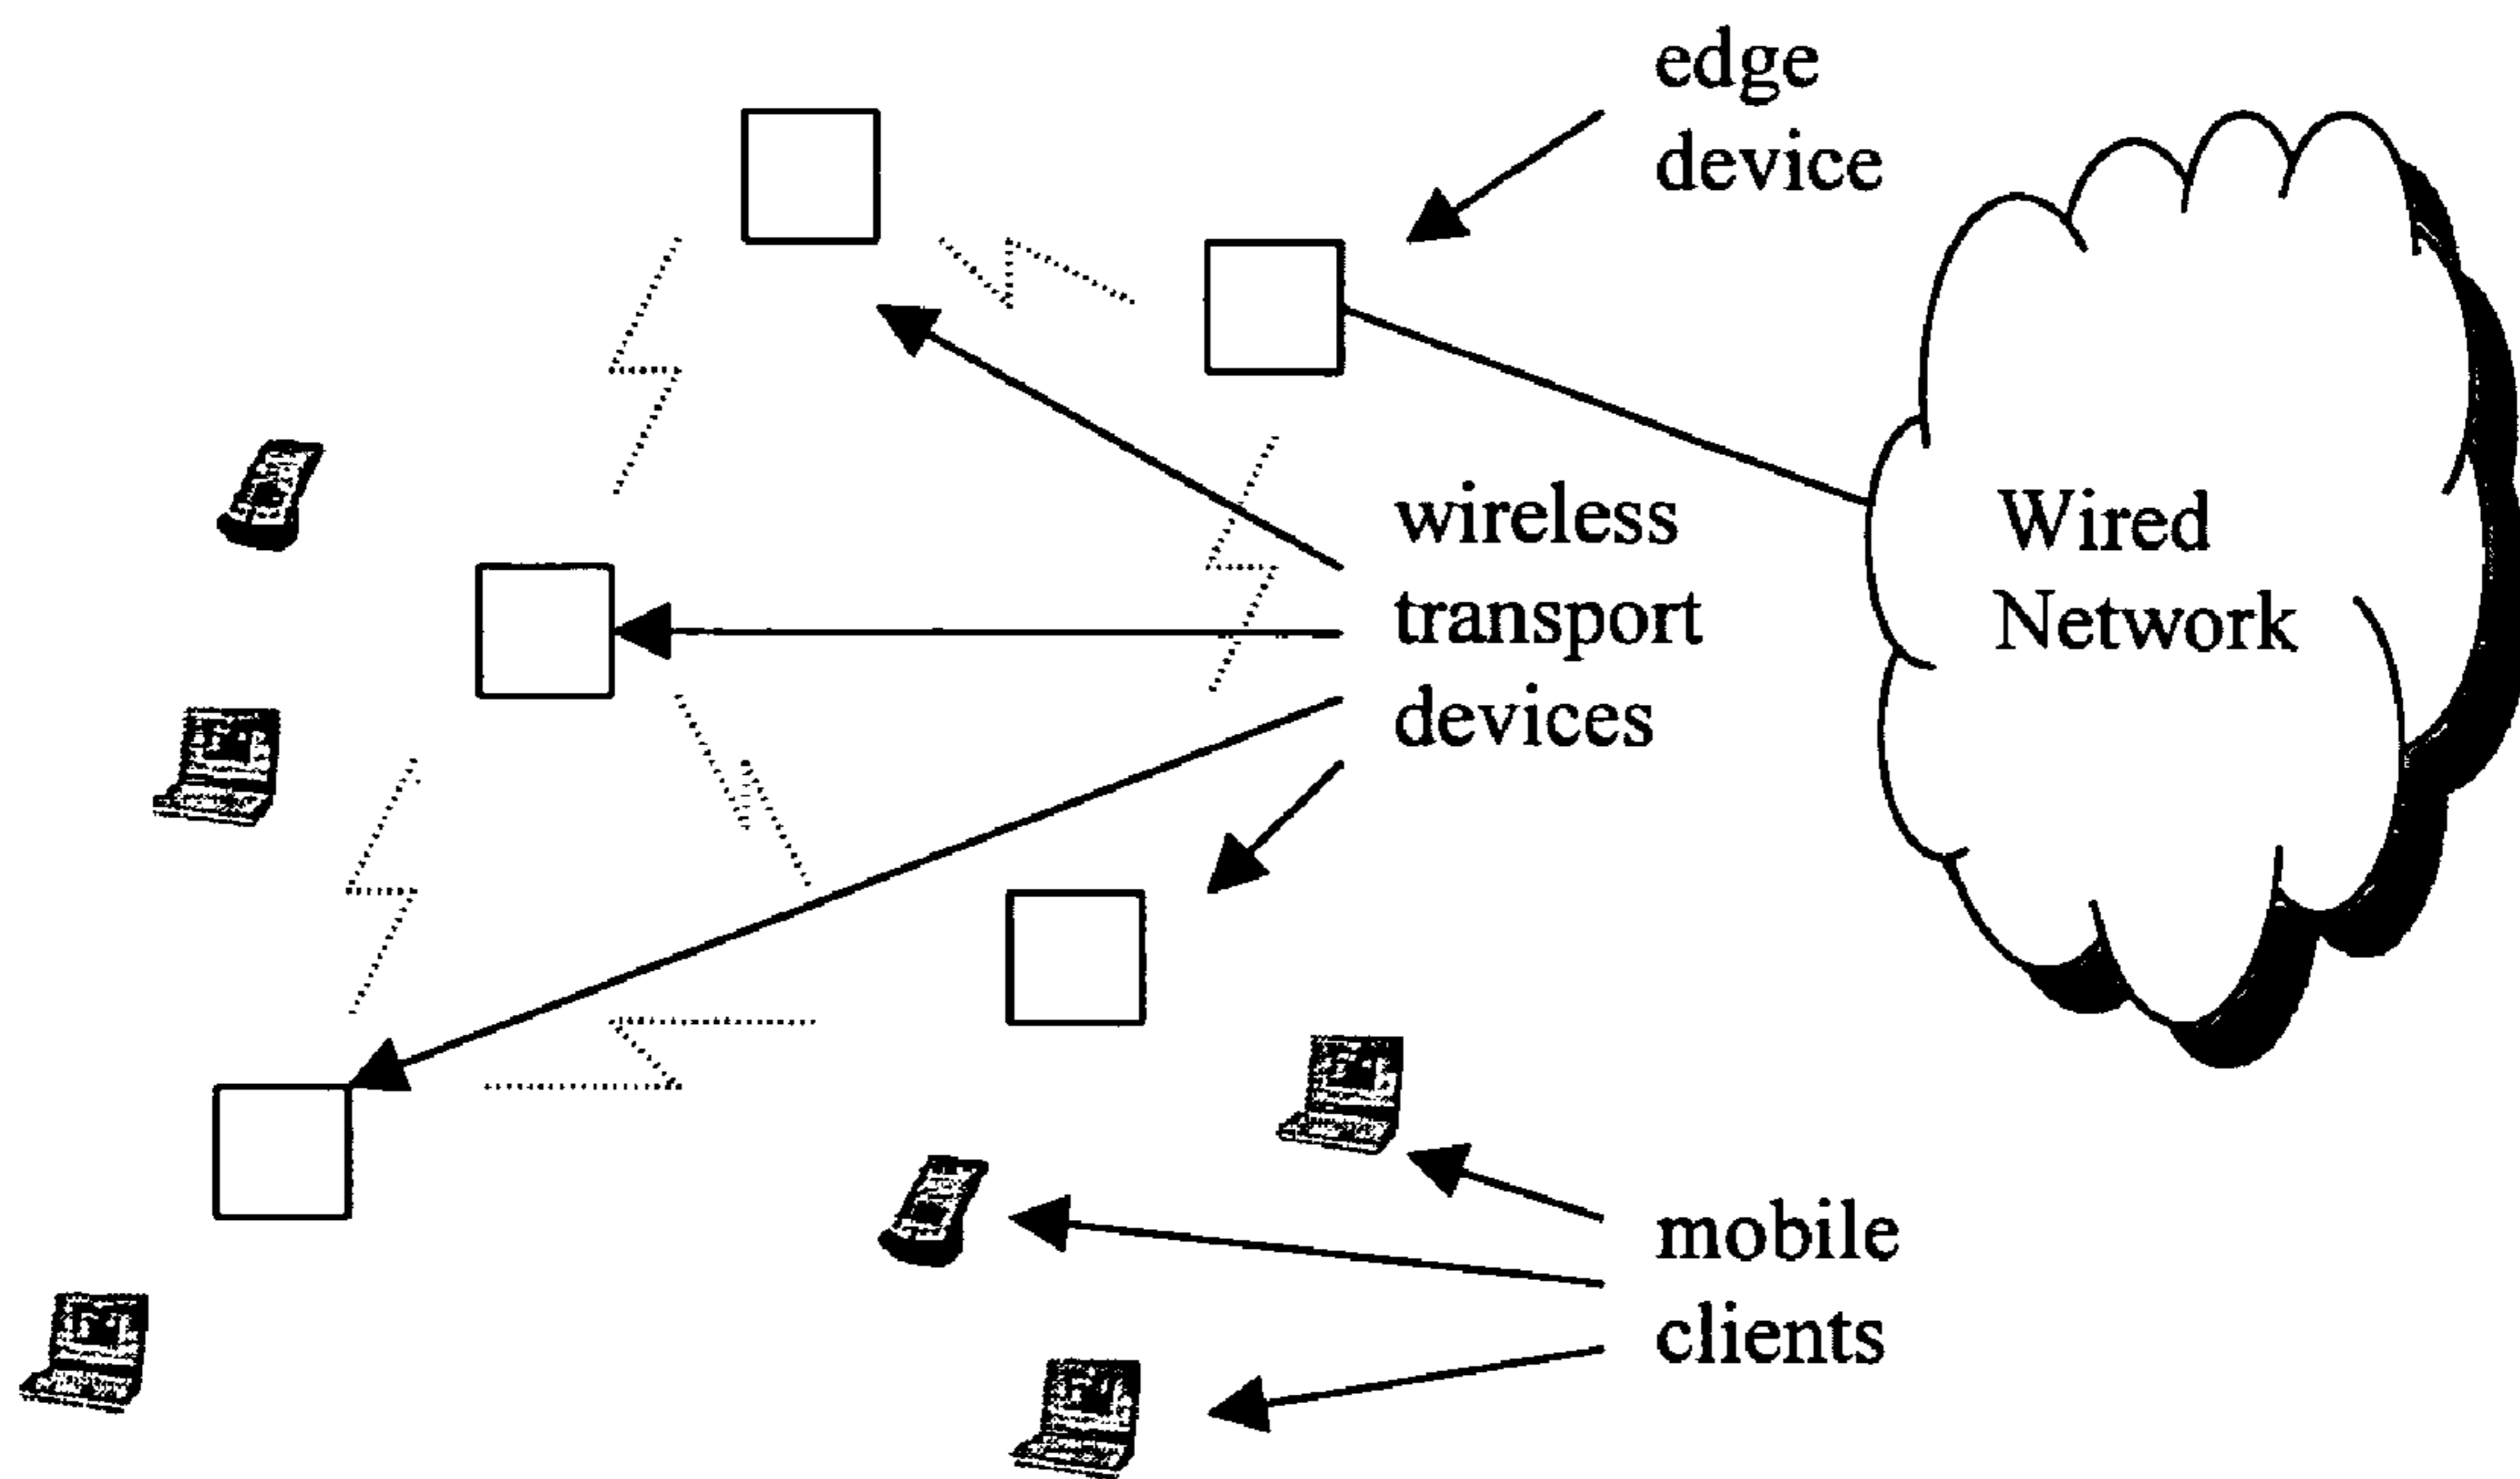 edge
device
wireless
transport
devices
Wired
Network
mobile
clients